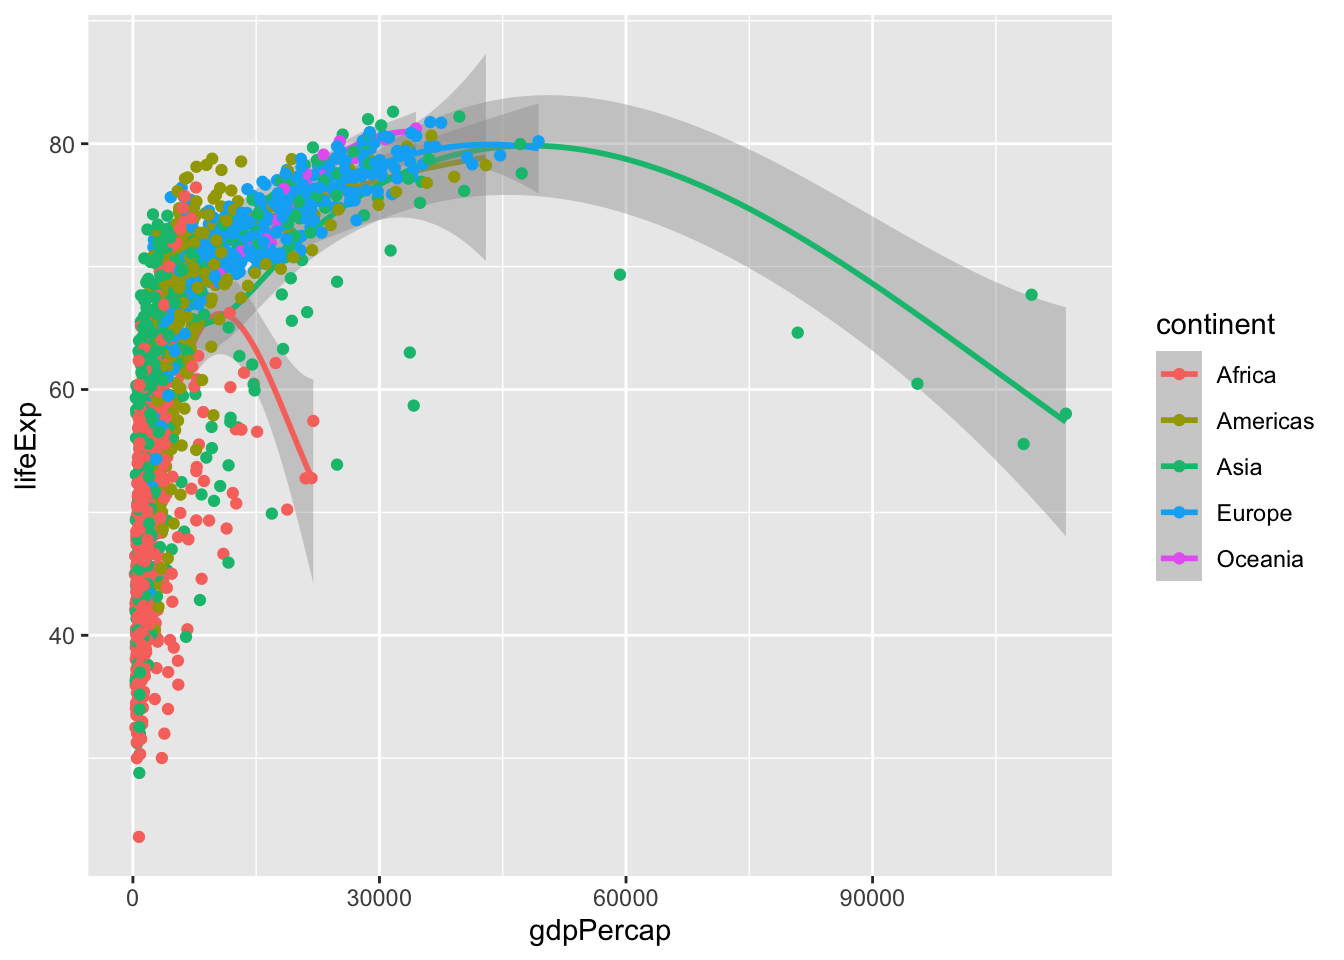 80
60
40
lifeExp
0
30000
60000
90000
gdpPercap
continent
Africa
Americas
Asia
Europe
Oceania